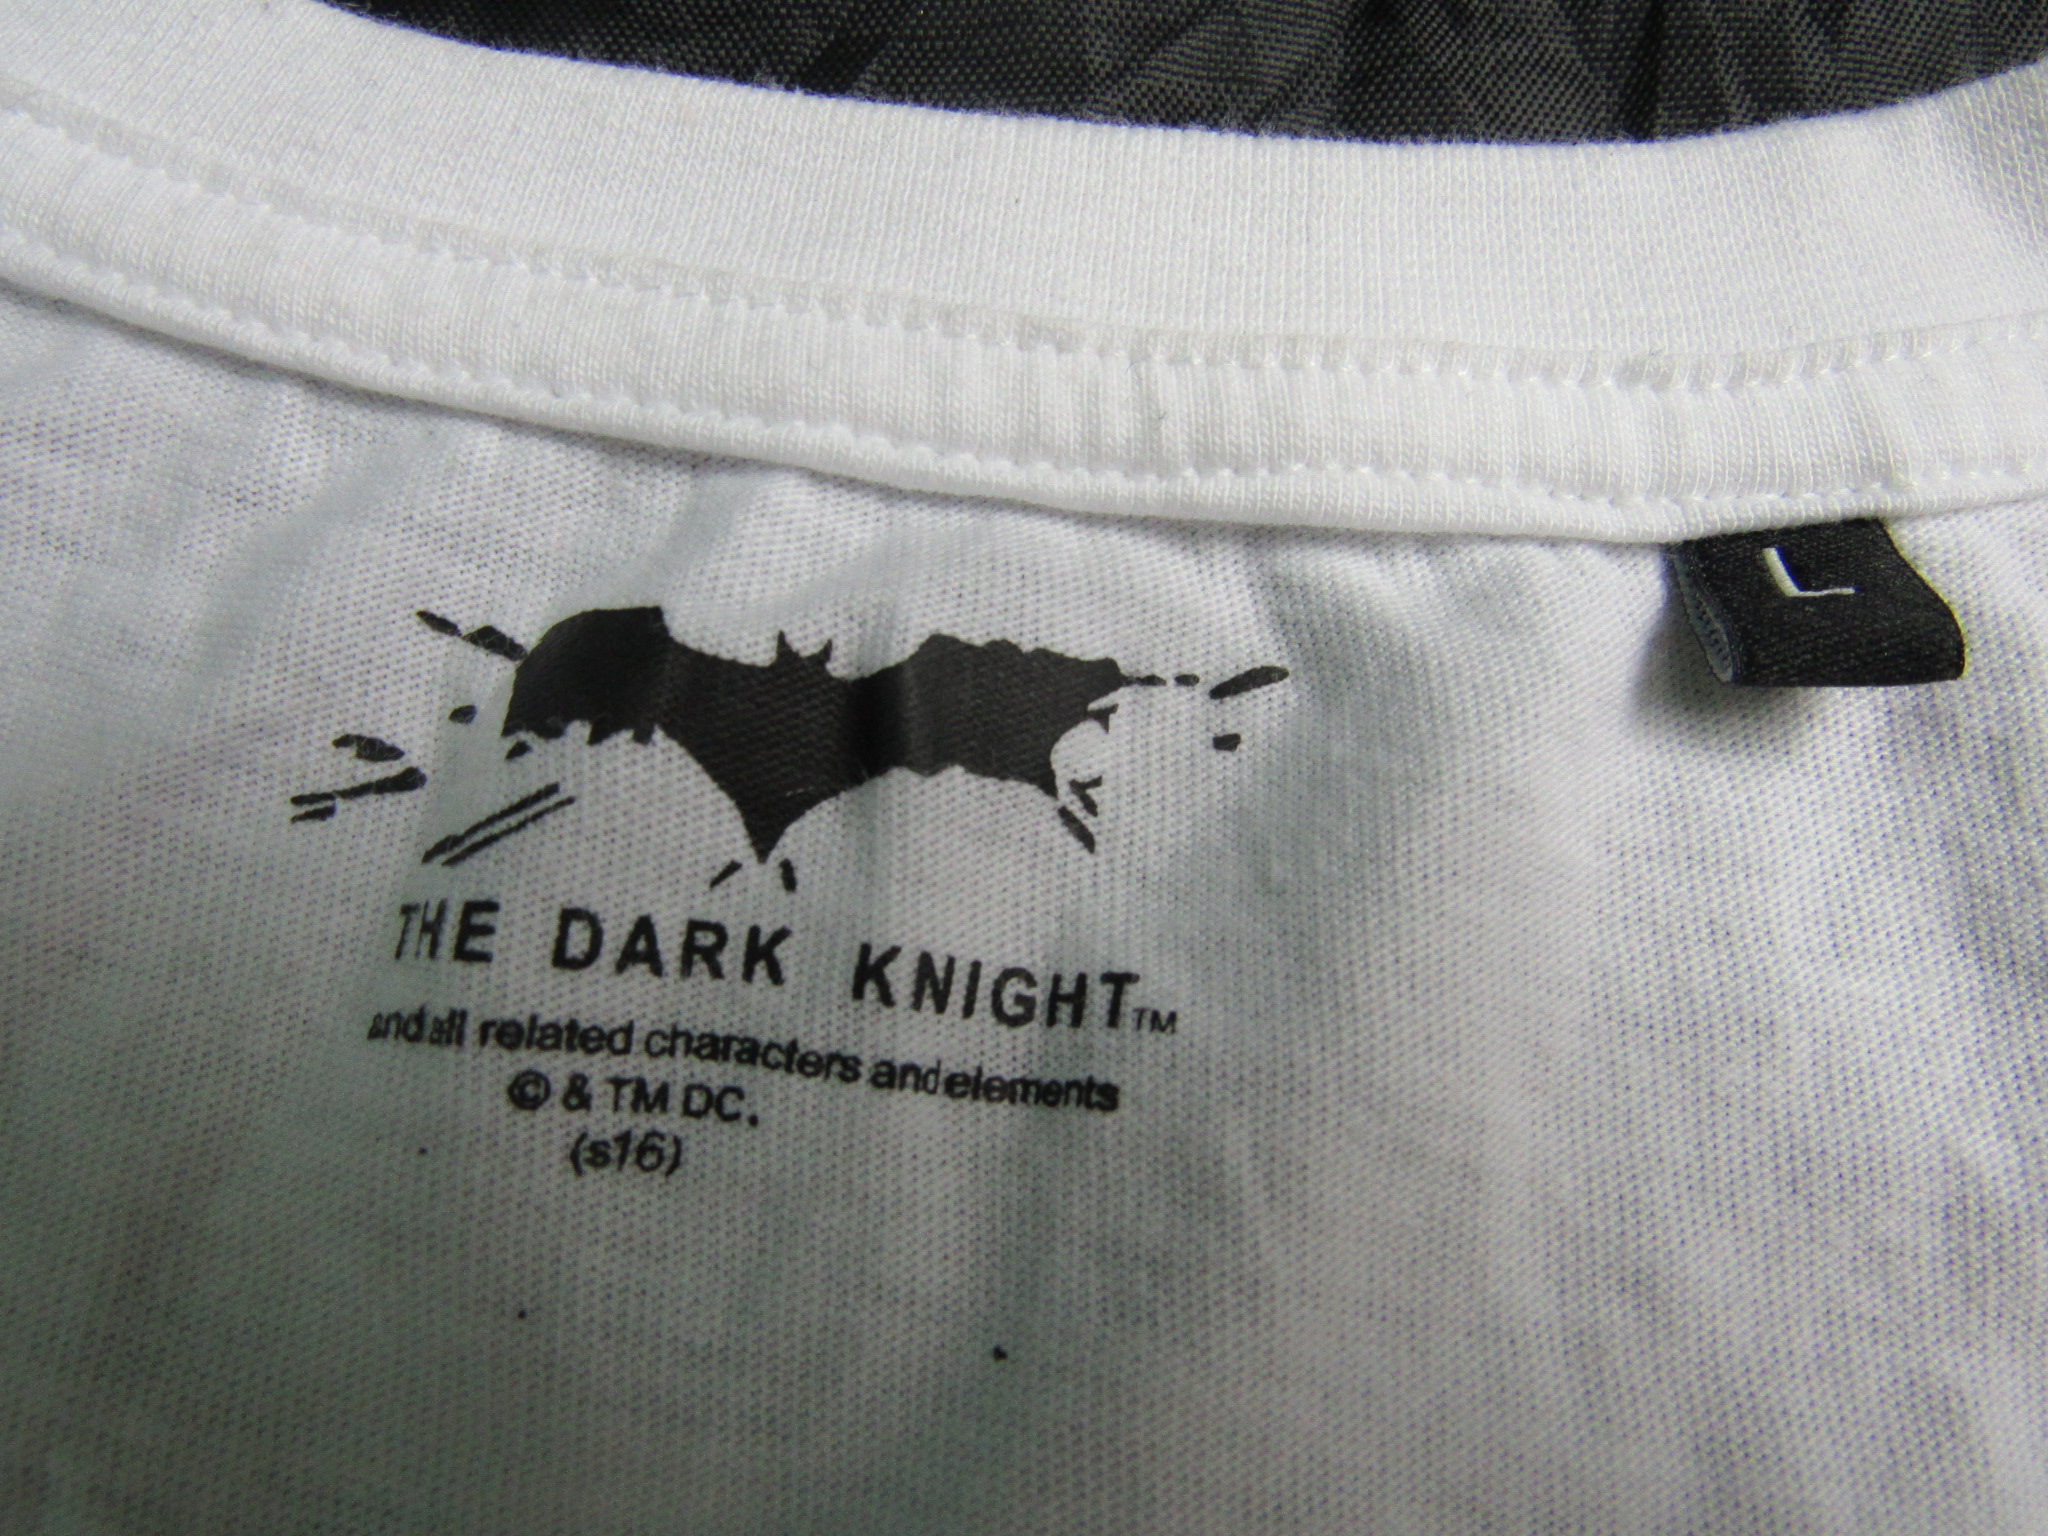 L
THE DARK KNIGHT™
and all related characters and elements
© & TM DC.
(s16)